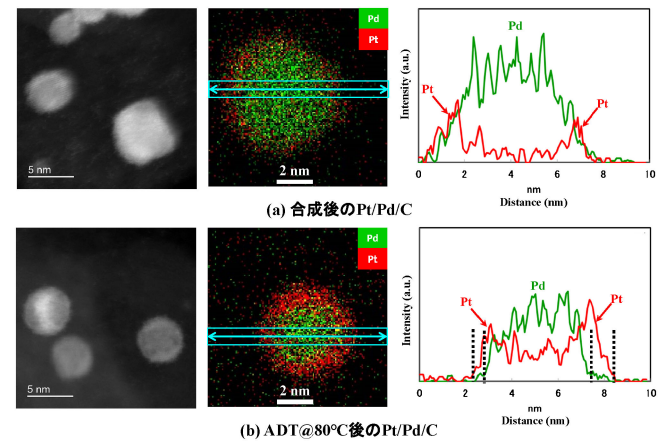 Pd
Pt
5 nm
2 nm
Intensity (a.u.)
Pd
Pt
Pt
0 2 4 6 8 10
nm
Distance (nm)
(a) 合成後のPt/Pd/C
Pd
Pt
5 nm
2 nm
Intensity (a.u.)
Pd
Pt
Pt
0 2 4 6 8 10
nm
Distance (nm)
(b) ADT@80℃後のPt/Pd/C